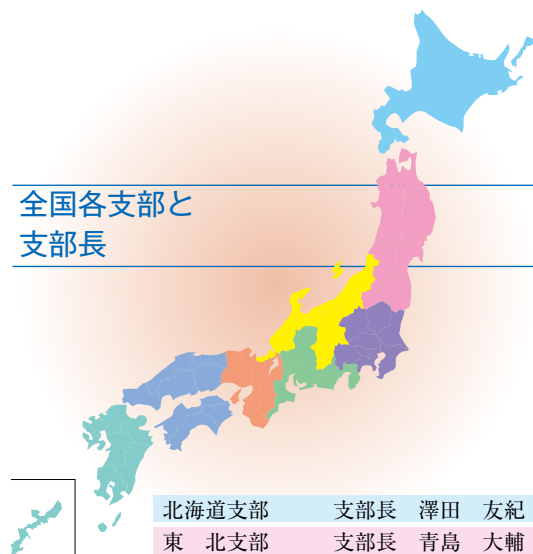 全国各支部と
支部長
北海道支部 支部長 澤田 友紀
東 北支部 支部長 青島 大輔